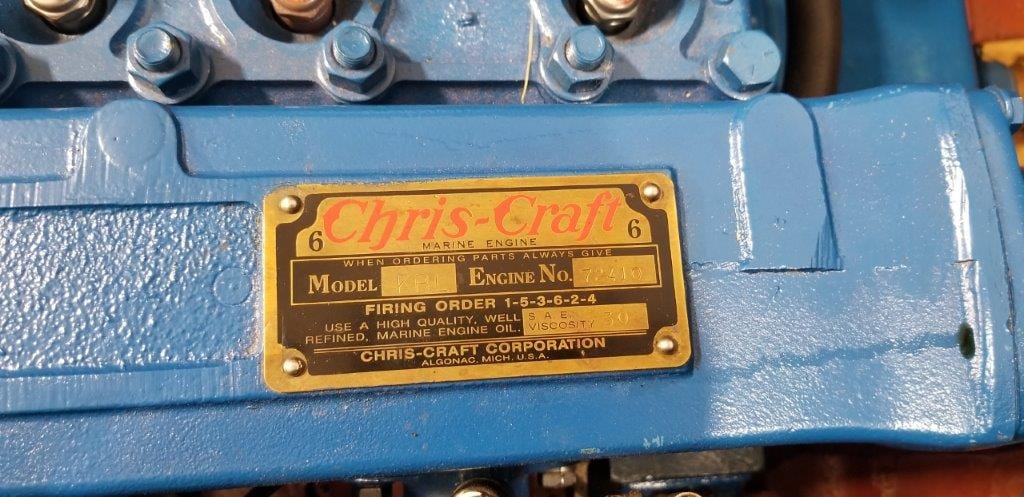 Chris-Craft
6 MARINE ENGINE 6
WHEN ORDERING PARTS ALWAYS GIVE
MODEL KBL ENGINE NO. 72410
FIRING ORDER 1-5-3-6-2-4
USE A HIGH QUALITY, WELL S A E
REFINED, MARINE ENGINE OIL. VISCOSITY 30
CHRIS-CRAFT CORPORATION
ALGONAC, MICH. U.S.A.